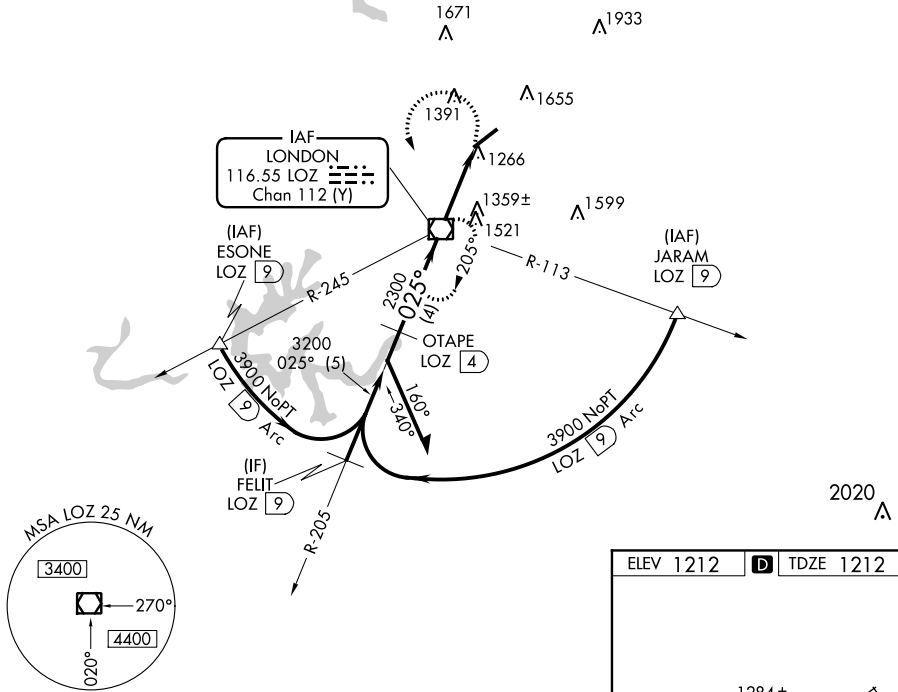 1671
1933
1391
1655
IAF
LONDON
116.55 LOZ
Chan 112 (Y)
1266
1359±
1521
1599
(IAF)
ESONE
LOZ 9
R-245
205°
R-113
(IAF)
JARAM
LOZ 9
2300
025°
(4)
OTAPE
LOZ 4
3200
025° (5)
3900 NoPT
LOZ 9 Arc
160°
340°
3900 NoPT
LOZ 9 Arc
(IF)
FELIT
LOZ 9
R-205
2020
MSA LOZ 25 NM
3400
270°
4400
020°
ELEV 1212 D TDZE 1212